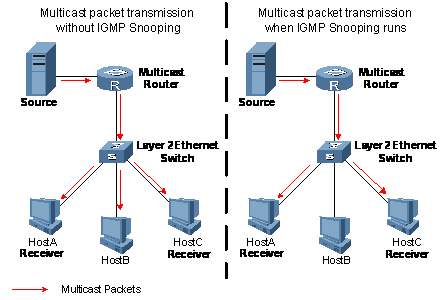 Multicast packet transmission
without IGMP Snooping
Multicast packet transmission
when IGMP Snooping runs
Multicast
Router
Source
R
Layer 2 Ethernet
Switch
S
HostA
Receiver
HostB
HostC
Receiver
Multicast
Router
Source
R
Layer 2 Ethernet
Switch
S
HostA
Receiver
HostB
HostC
Receiver
Multicast Packets